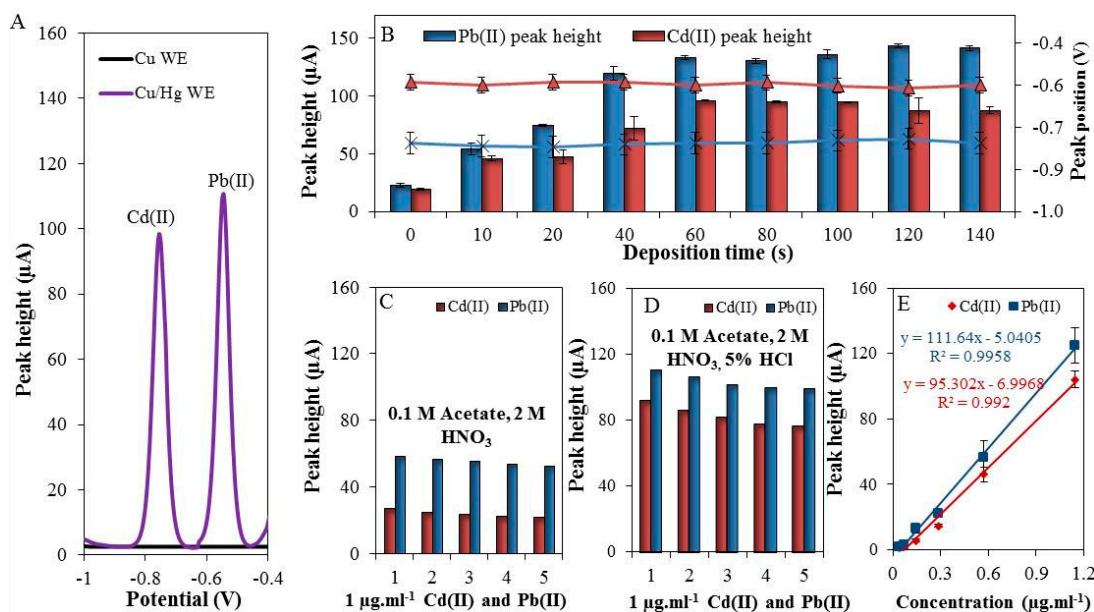 A
160
140
120
100
80
60
40
20
0
Peak height (µA)
Cu WE
Cu/Hg WE
Cd(II)
Pb(II)
-1
-0.8
-0.6
-0.4
Potential (V)
B
Pb(II) peak height
Cd(II) peak height
150
100
50
0
Peak height (µA)
-0.4
-0.6
-0.7
-0.8
-1.0
Peak position (V)
0
10
20
40
60
80
100
120
140
Deposition time (s)
C
Cd(II)
Pb(II)
160
120
80
40
0
Peak height (µA)
0.1 M Acetate, 2 M
HNO₃
1
2
3
4
5
1 µg.ml⁻¹ Cd(II) and Pb(II)
D
Cd(II)
Pb(II)
160
120
80
40
0
Peak height (µA)
0.1 M Acetate, 2 M
HNO₃, 5% HCl
1
2
3
4
5
1 µg.ml⁻¹ Cd(II) and Pb(II)
E
Cd(II)
Pb(II)
160
120
80
40
0
Peak height (µA)
y = 111.64x - 5.0405
R² = 0.9958
y = 95.302x - 6.9968
R² = 0.992
0.0
0.3
0.6
0.9
1.2
Concentration (µg.ml⁻¹)